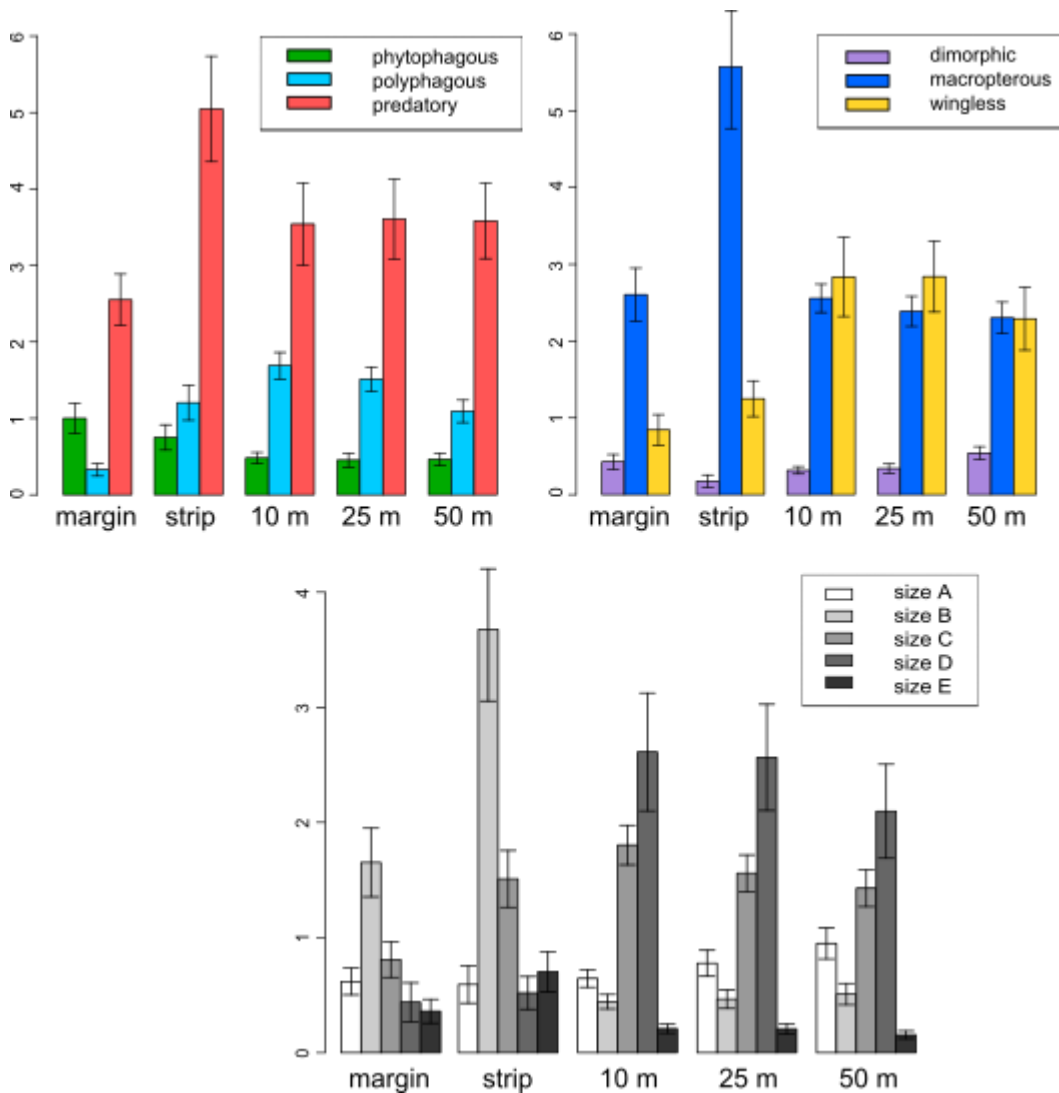 0 1 2 3 4 5 6
phytophagous
polyphagous
predatory
margin strip 10 m 25 m 50 m
0 1 2 3 4 5 6
dimorphic
macropterous
wingless
margin strip 10 m 25 m 50 m
0 1 2 3 4
size A
size B
size C
size D
size E
margin strip 10 m 25 m 50 m